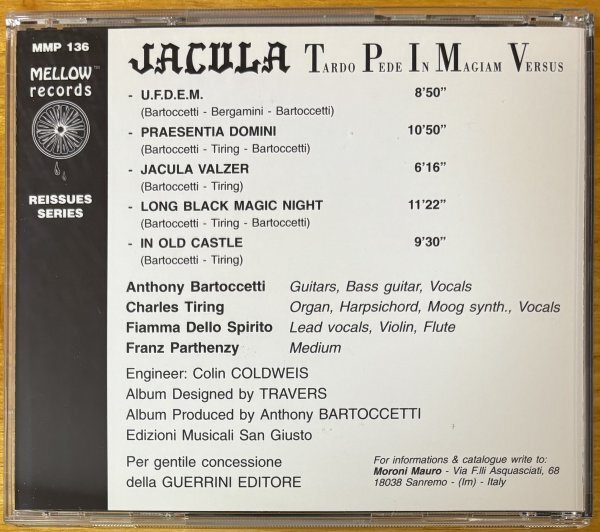 MMP 136
MELLOW™
records
REISSUES
SERIES
JACULA TARDO PEDE IN MAGIAM VERSUS
- U.F.D.E.M. 8'50"
(Bartoccetti - Bergamini - Bartoccetti)
- PRAESENTIA DOMINI 10'50"
(Bartoccetti - Tiring - Bartoccetti)
- JACULA VALZER 6'16"
(Bartoccetti - Tiring)
- LONG BLACK MAGIC NIGHT 11'22"
(Bartoccetti - Tiring - Bartoccetti)
- IN OLD CASTLE 9'30"
(Bartoccetti - Tiring)
Anthony Bartoccetti Guitars, Bass guitar, Vocals
Charles Tiring Organ, Harpsichord, Moog synth., Vocals
Fiamma Dello Spirito Lead vocals, Violin, Flute
Franz Parthenzy Medium
Engineer: Colin COLDWEIS
Album Designed by TRAVERS
Album Produced by Anthony BARTOCCETTI
Edizioni Musicali San Giusto
Per gentile concessione
della GUERRINI EDITORE
For informations & catalogue write to:
Moroni Mauro - Via F.lli Asquasciati, 68
18038 Sanremo - (Im) - Italy